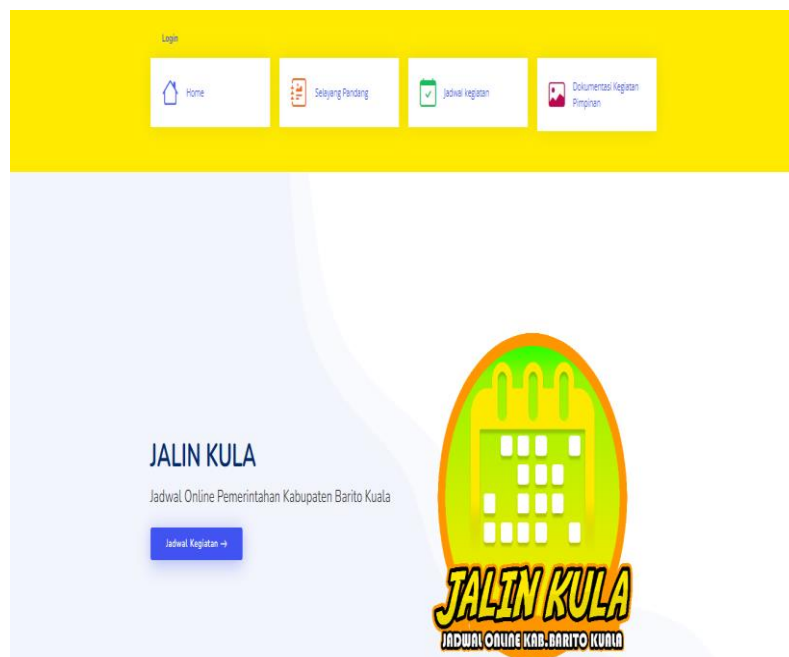 Login
Home
Selayang Pandang
Jadwal kegiatan
Dokumentasi Kegiatan
Pimpinan
JALIN KULA
Jadwal Online Pemerintahan Kabupaten Barito Kuala
Jadwal Kegiatan →
JALIN KULA
JADWAL ONLINE KAB.BARITO KUALA